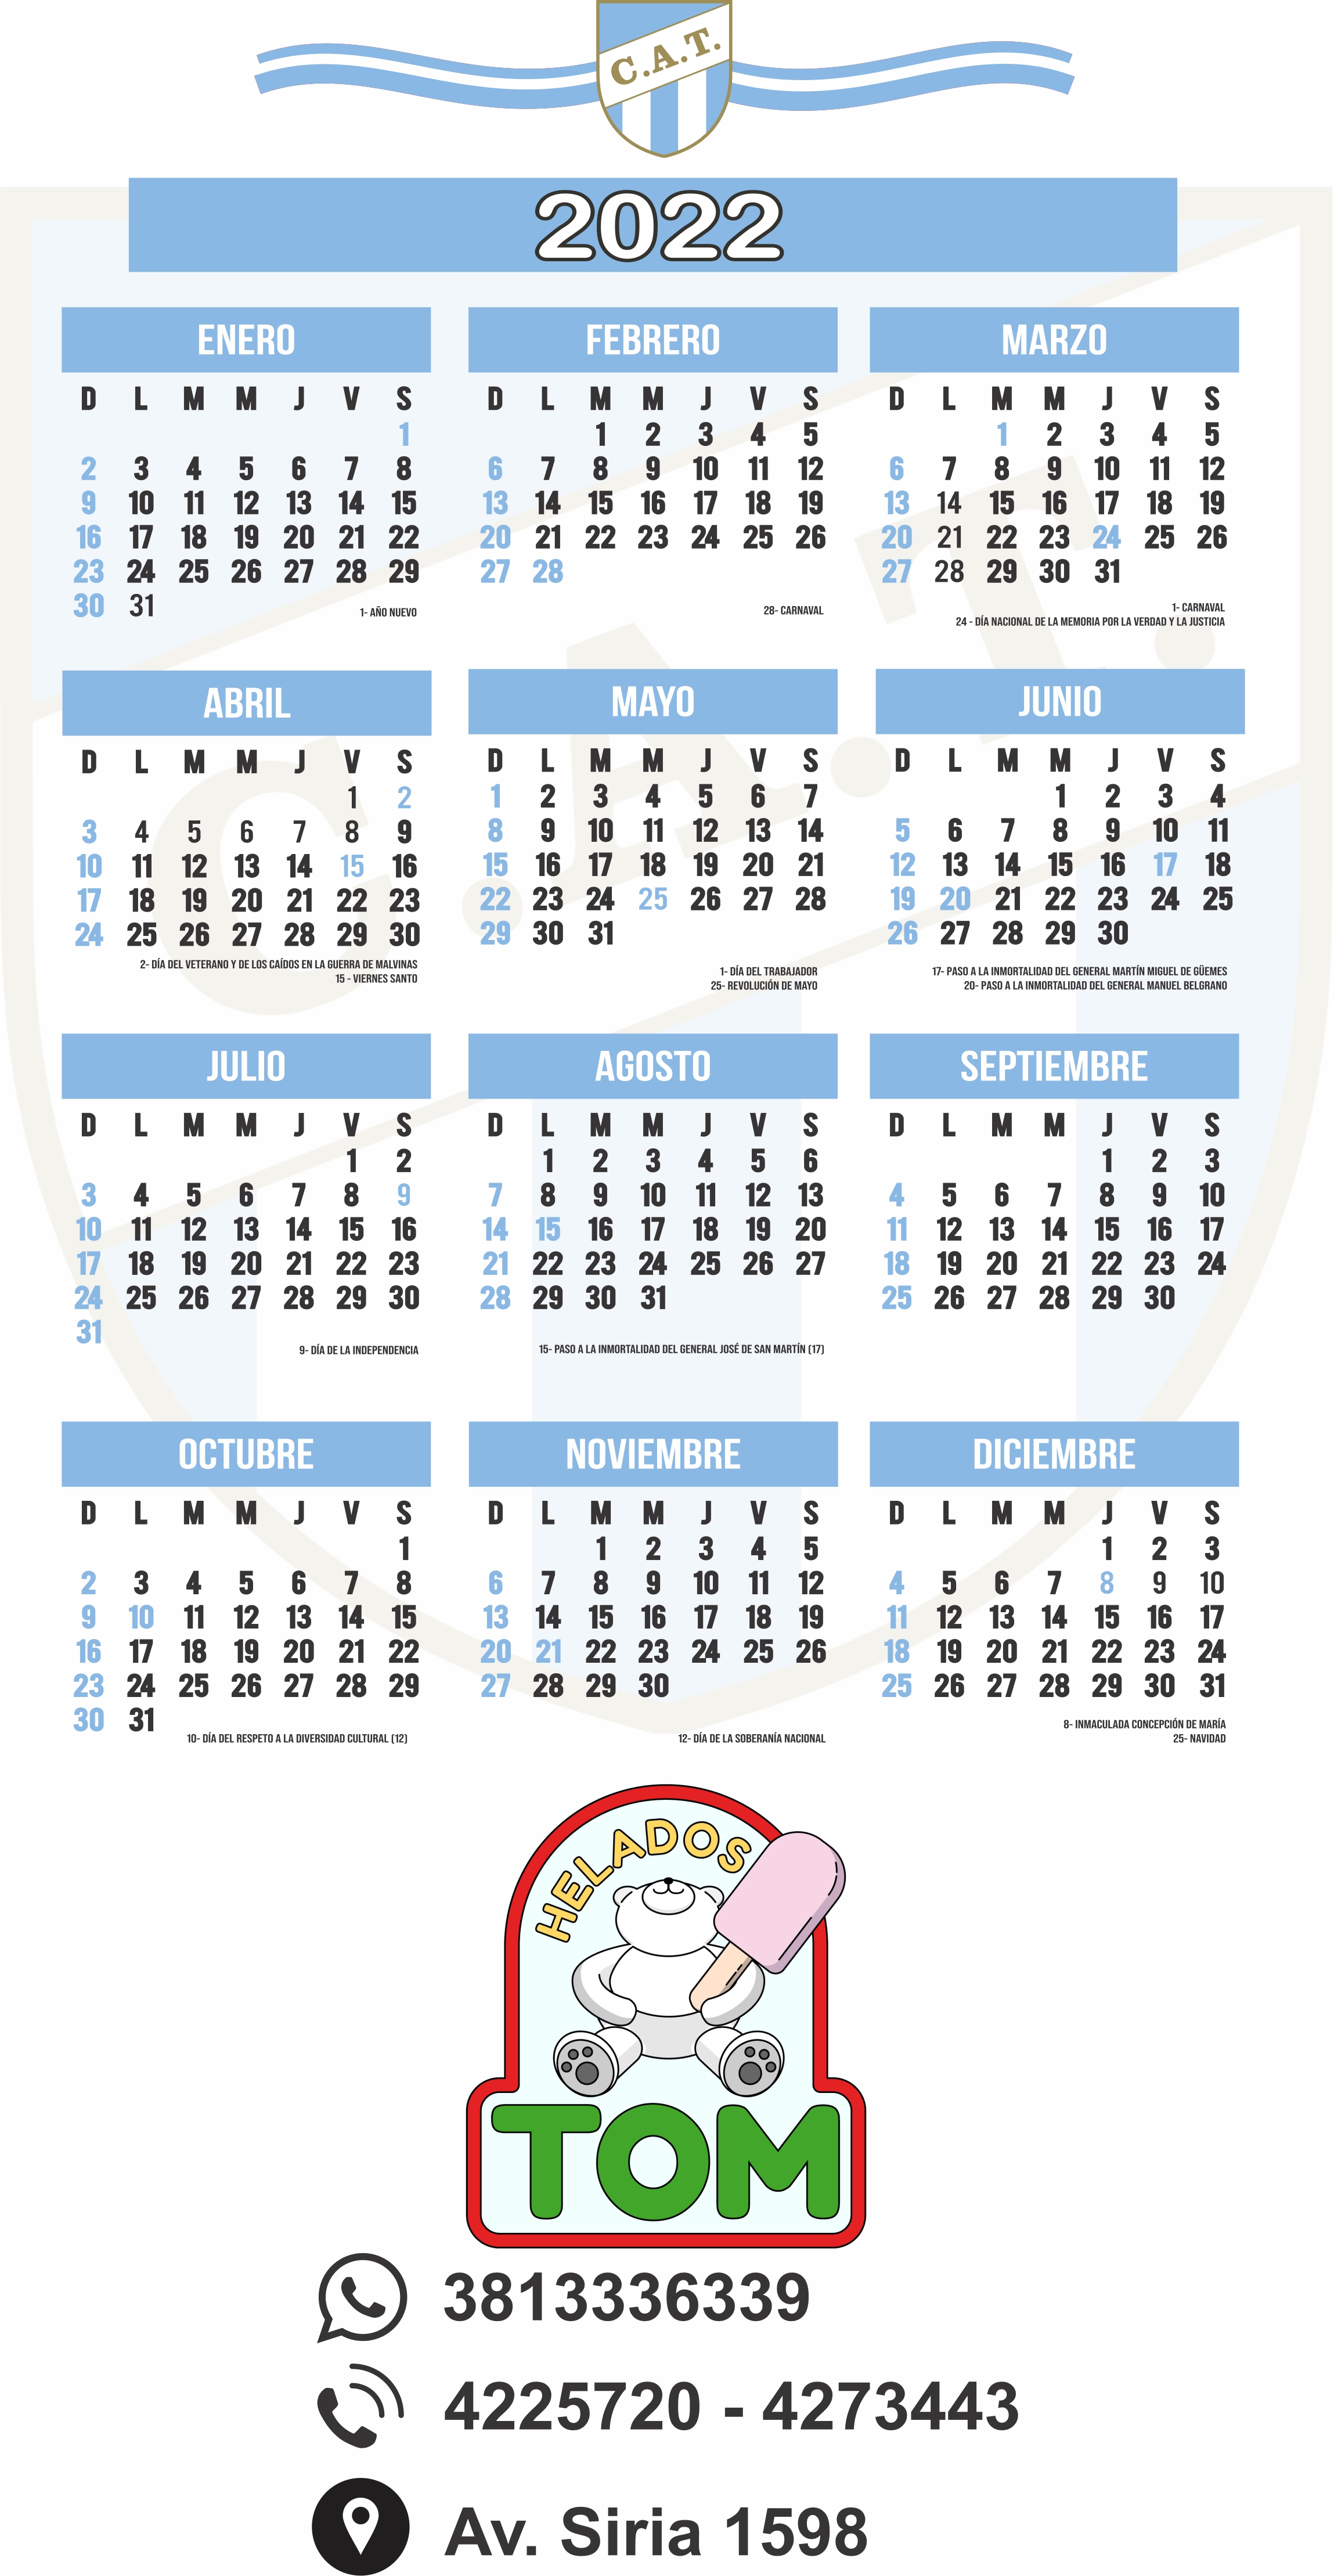 C.A.T.
2022
ENERO
D L M M J V S
1
2 3 4 5 6 7 8
9 10 11 12 13 14 15
16 17 18 19 20 21 22
23 24 25 26 27 28 29
30 31
1- AÑO NUEVO
FEBRERO
D L M M J V S
1 2 3 4 5
6 7 8 9 10 11 12
13 14 15 16 17 18 19
20 21 22 23 24 25 26
27 28
28- CARNAVAL
MARZO
D L M M J V S
1 2 3 4 5
6 7 8 9 10 11 12
13 14 15 16 17 18 19
20 21 22 23 24 25 26
27 28 29 30 31
1- CARNAVAL
24 - DÍA NACIONAL DE LA MEMORIA POR LA VERDAD Y LA JUSTICIA
ABRIL
D L M M J V S
1 2
3 4 5 6 7 8 9
10 11 12 13 14 15 16
17 18 19 20 21 22 23
24 25 26 27 28 29 30
2- DÍA DEL VETERANO Y DE LOS CAÍDOS EN LA GUERRA DE MALVINAS
15 - VIERNES SANTO
MAYO
D L M M J V S
1 2 3 4 5 6 7
8 9 10 11 12 13 14
15 16 17 18 19 20 21
22 23 24 25 26 27 28
29 30 31
1- DÍA DEL TRABAJADOR
25- REVOLUCIÓN DE MAYO
JUNIO
D L M M J V S
1 2 3 4
5 6 7 8 9 10 11
12 13 14 15 16 17 18
19 20 21 22 23 24 25
26 27 28 29 30
17- PASO A LA INMORTALIDAD DEL GENERAL MARTÍN MIGUEL DE GÜEMES
20- PASO A LA INMORTALIDAD DEL GENERAL MANUEL BELGRANO
JULIO
D L M M J V S
1 2
3 4 5 6 7 8 9
10 11 12 13 14 15 16
17 18 19 20 21 22 23
24 25 26 27 28 29 30
31
9- DÍA DE LA INDEPENDENCIA
AGOSTO
D L M M J V S
1 2 3 4 5 6
7 8 9 10 11 12 13
14 15 16 17 18 19 20
21 22 23 24 25 26 27
28 29 30 31
15- PASO A LA INMORTALIDAD DEL GENERAL JOSÉ DE SAN MARTÍN (17)
SEPTIEMBRE
D L M M J V S
1 2 3
4 5 6 7 8 9 10
11 12 13 14 15 16 17
18 19 20 21 22 23 24
25 26 27 28 29 30
OCTUBRE
D L M M J V S
1
2 3 4 5 6 7 8
9 10 11 12 13 14 15
16 17 18 19 20 21 22
23 24 25 26 27 28 29
30 31
10- DÍA DEL RESPETO A LA DIVERSIDAD CULTURAL (12)
NOVIEMBRE
D L M M J V S
1 2 3 4 5
6 7 8 9 10 11 12
13 14 15 16 17 18 19
20 21 22 23 24 25 26
27 28 29 30
12- DÍA DE LA SOBERANÍA NACIONAL
DICIEMBRE
D L M M J V S
1 2 3
4 5 6 7 8 9 10
11 12 13 14 15 16 17
18 19 20 21 22 23 24
25 26 27 28 29 30 31
8- INMACULADA CONCEPCIÓN DE MARÍA
25- NAVIDAD
C.A.T.
HELADOS
TOM
3813336339
4225720 - 4273443
Av. Siria 1598